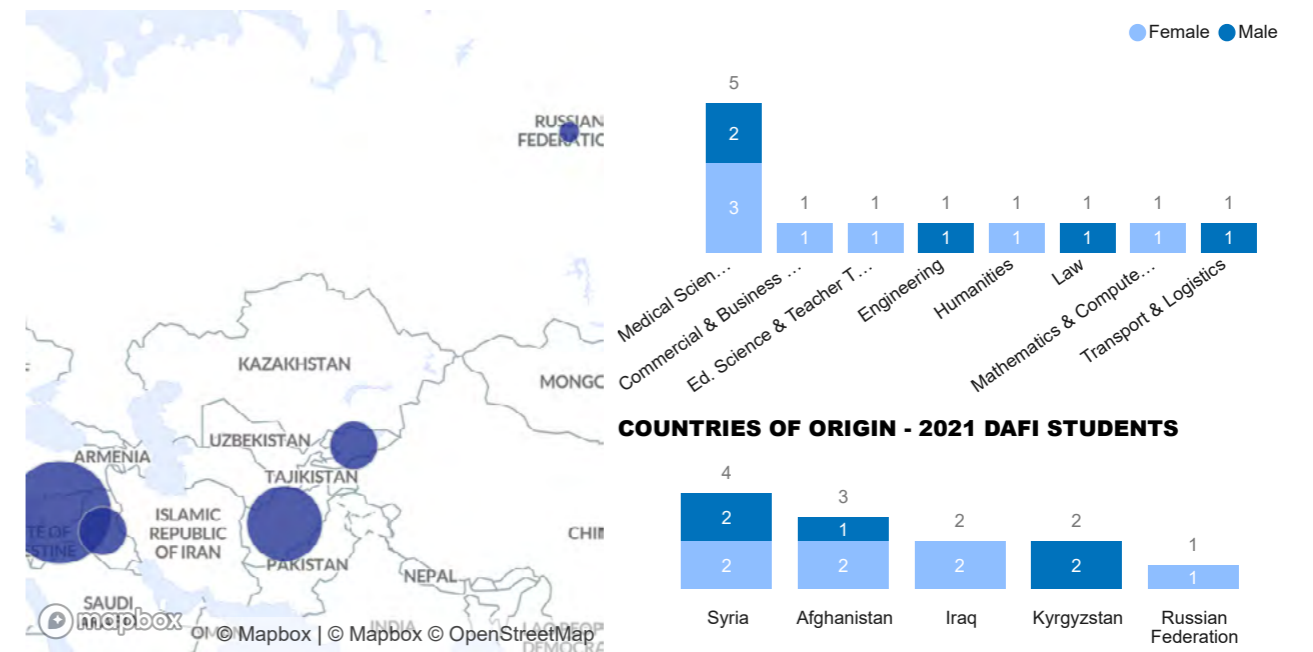 RUSSIAN
FEDERATIC
KAZAKHSTAN
MONGC
UZBEKISTAN
ARMENIA
TAJIKISTAN
ISLAMIC
REPUBLIC
OF IRAN
TE OF
STINE
CHIN
PAKISTAN
NEPAL
SAUDI
mapbox
INDIA
© Mapbox | © Mapbox © OpenStreetMap
Female Male
5
2
3
1 1 1 1 1 1 1
1 1 1 1 1 1 1
Medical Scien...
Commercial & Business ...
Ed. Science & Teacher T...
Engineering
Humanities
Law
Mathematics & Compute...
Transport & Logistics
COUNTRIES OF ORIGIN - 2021 DAFI STUDENTS
4
3
2 2
1
2 1
2 2 2 2 1
Syria Afghanistan Iraq Kyrgyzstan Russian
Federation